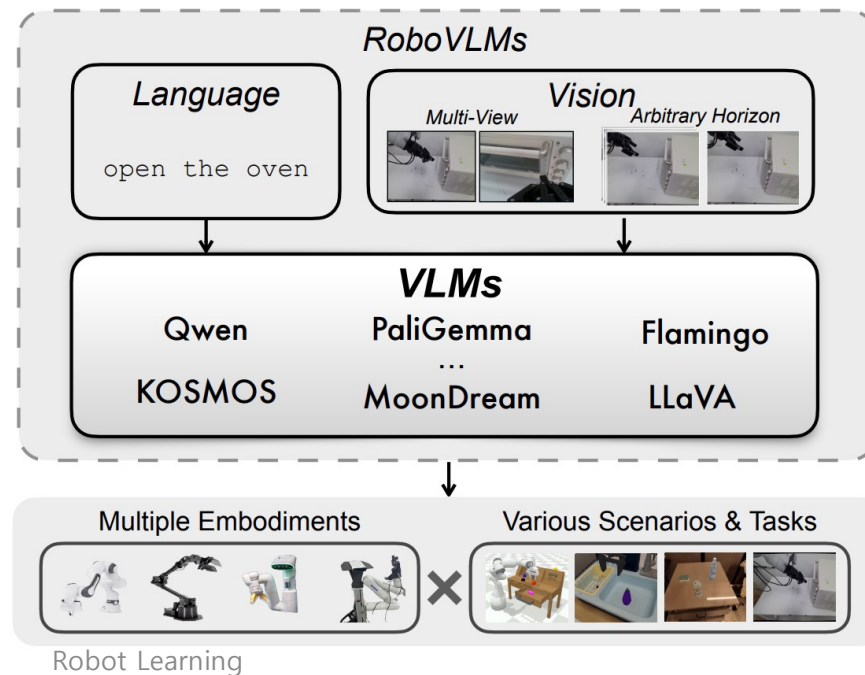 RoboVLMs
Language
open the oven
Vision
Multi-View
Arbitrary Horizon
VLMs
Qwen
PaliGemma
Flamingo
...
KOSMOS
MoonDream
LLaVA
Multiple Embodiments
Various Scenarios & Tasks
×
Robot Learning